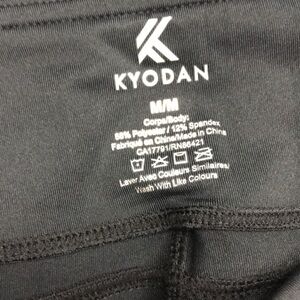 KYODAN
M/M
Corps/Body:
88% Polyester / 12% Spandex
Fabriqué en Chine/Made in China
CA17791/RN86421
Laver Avec Couleurs Similaires/
Wash With Like Colours